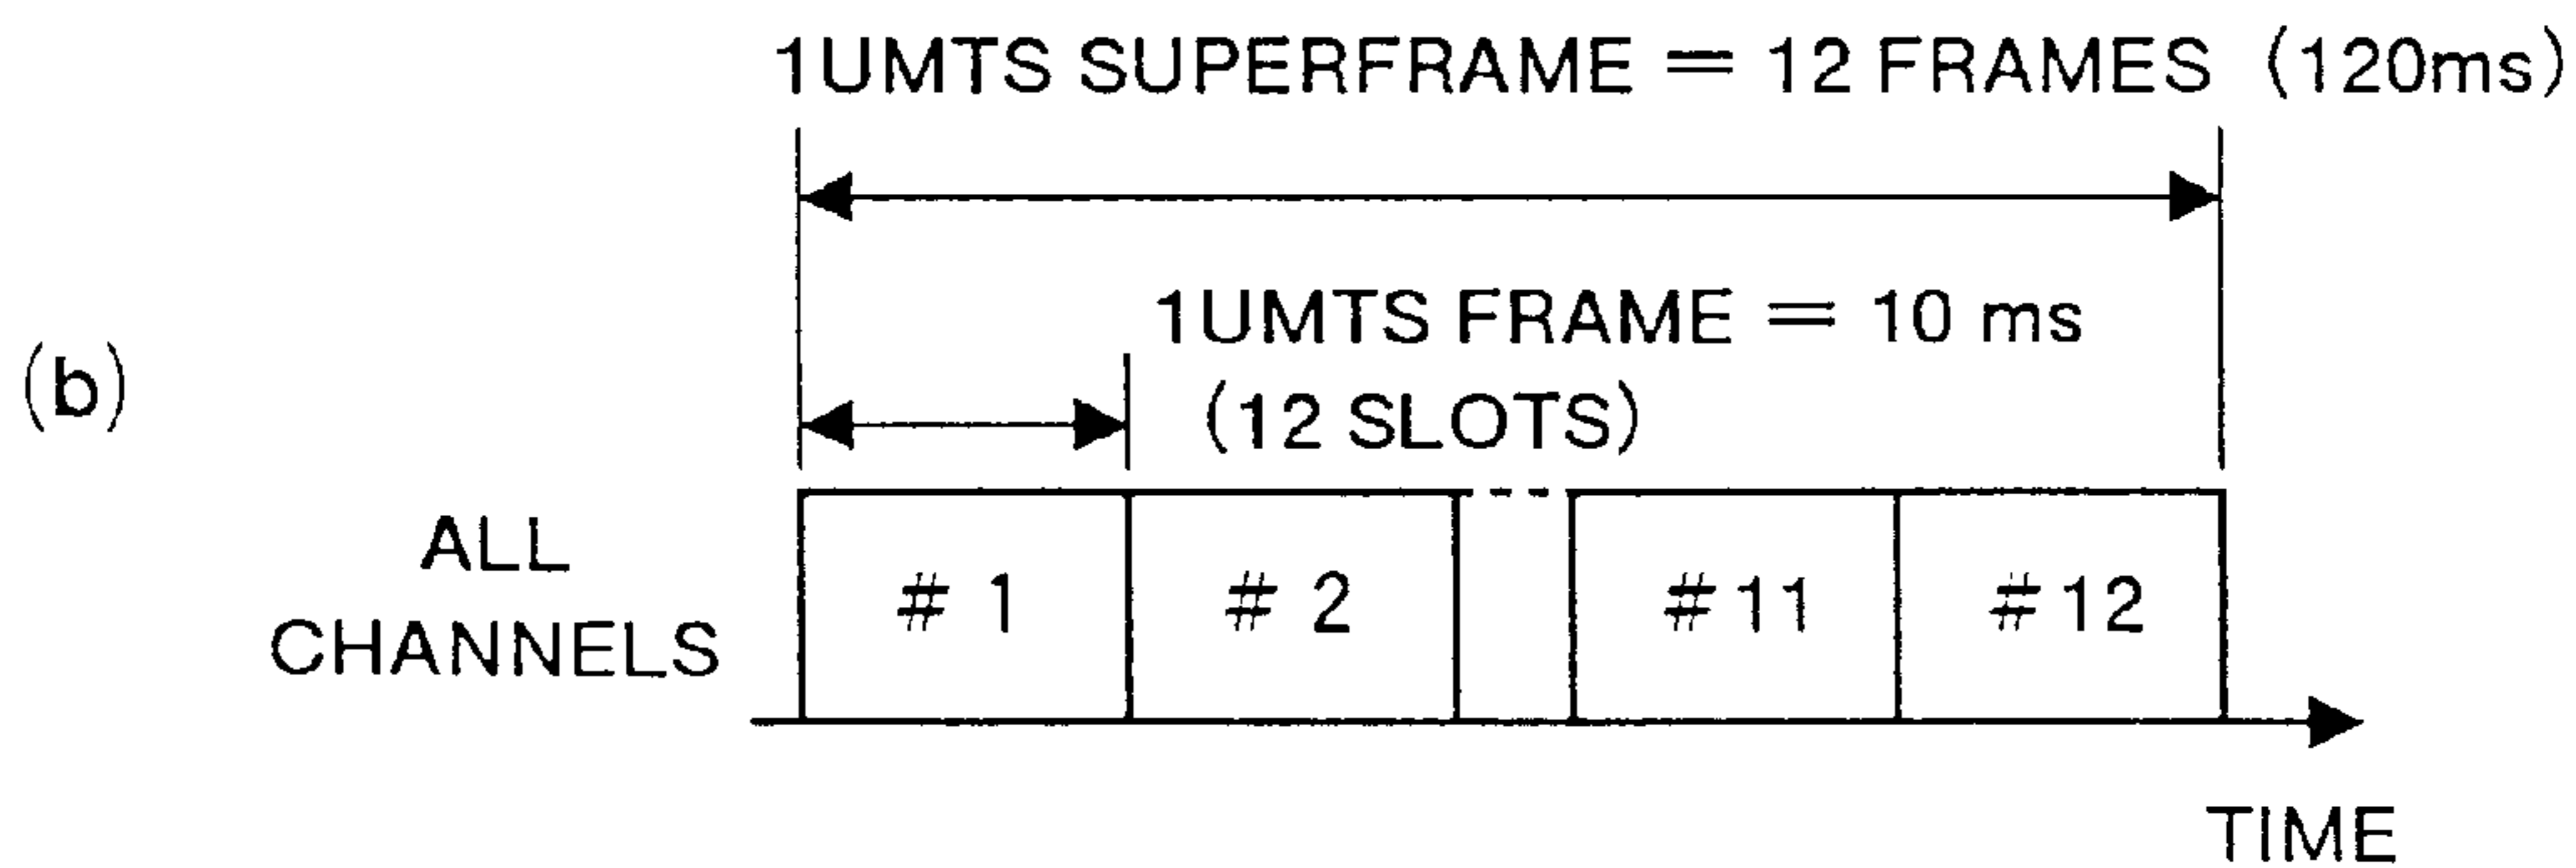 1UMTS SUPERFRAME = 12 FRAMES (120ms)
1UMTS FRAME = 10 ms
(12 SLOTS)
(b)
ALL
CHANNELS
# 1 # 2 # 11 # 12
TIME